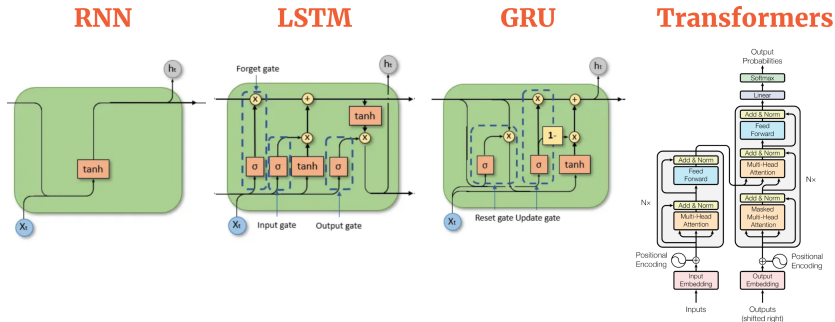 RNN
LSTM
GRU
Transformers
hₜ
tanh
Xₜ
Forget gate
hₜ
x
+
tanh
x
x
σ
σ
tanh
σ
Xₜ
Input gate
Output gate
hₜ
x
+
x
1-
x
σ
σ
tanh
Xₜ
Reset gate
Update gate
Output
Probabilities
Softmax
Linear
Add & Norm
Feed
Forward
Add & Norm
Multi-Head
Attention
Add & Norm
Masked
Multi-Head
Attention
Nx
Add & Norm
Feed
Forward
Add & Norm
Multi-Head
Attention
Nx
Positional
Encoding
Positional
Encoding
Input
Embedding
Output
Embedding
Inputs
Outputs
(shifted right)